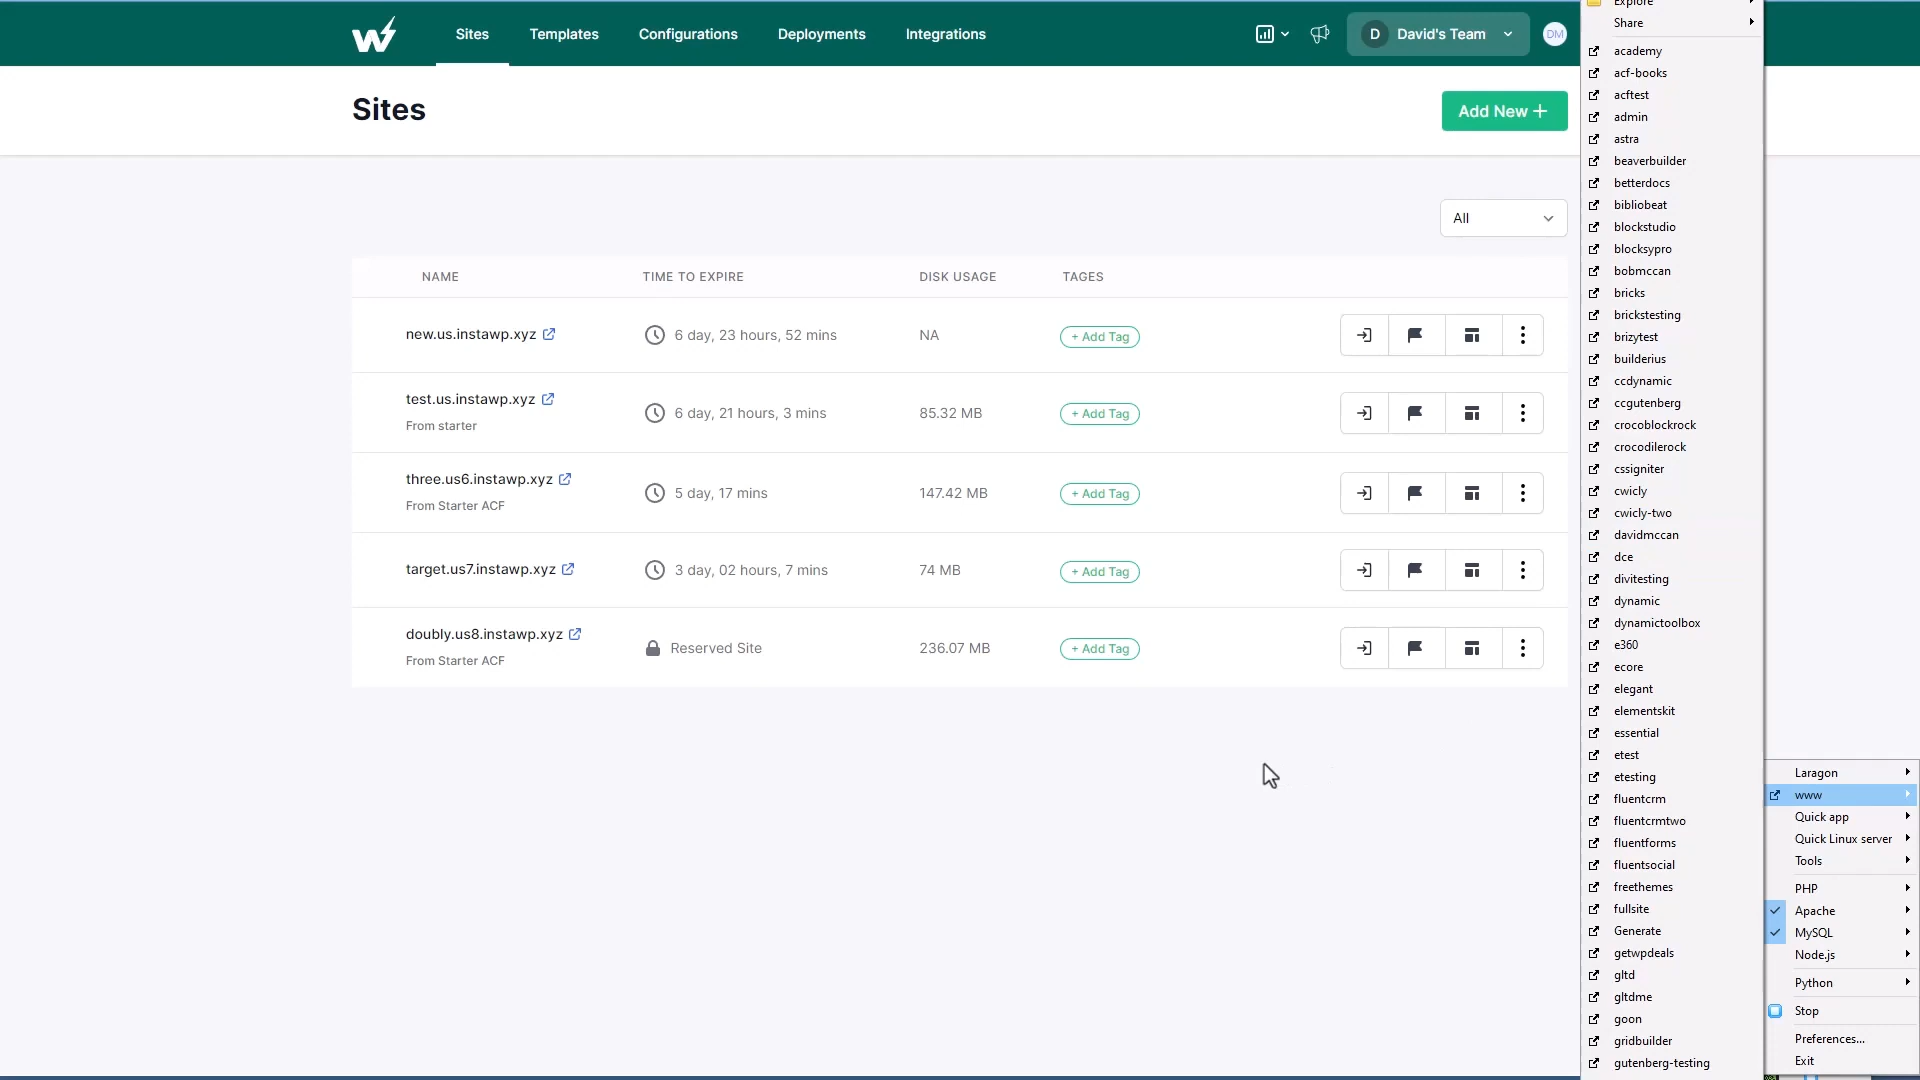 Sites
Templates
Configurations
Deployments
Integrations
D
David's Team
DM
Sites
Add New
All
NAME
TIME TO EXPIRE
DISK USAGE
TAGES
new.us.instawp.xyz
6 day, 23 hours, 52 mins
NA
+ Add Tag
test.us.instawp.xyz
From starter
6 day, 21 hours, 3 mins
85.32 MB
+ Add Tag
three.us6.instawp.xyz
From Starter ACF
5 day, 17 mins
147.42 MB
+ Add Tag
target.us7.instawp.xyz
3 day, 02 hours, 7 mins
74 MB
+ Add Tag
doubly.us8.instawp.xyz
From Starter ACF
Reserved Site
236.07 MB
+ Add Tag
Explore
Share
academy
acf-books
acftest
admin
astra
beaverbuilder
betterdocs
bibliobeat
blockstudio
blocksypro
bobmccan
bricks
brickstesting
brizytest
builderius
ccdynamic
ccgutenberg
crocoblockrock
crocodilerock
cssigniter
cwicly
cwicly-two
davidmccan
dce
divitesting
dynamic
dynamictoolbox
e360
ecore
elegant
elementskit
essential
etest
etesting
fluentcrm
fluentcrmtwo
fluentforms
fluentsocial
freethemes
fullsite
Generate
getwpdeals
gltd
gltdme
goon
gridbuilder
gutenberg-testing
Laragon
www
Quick app
Quick Linux server
Tools
PHP
Apache
MySQL
Node.js
Python
Stop
Preferences...
Exit